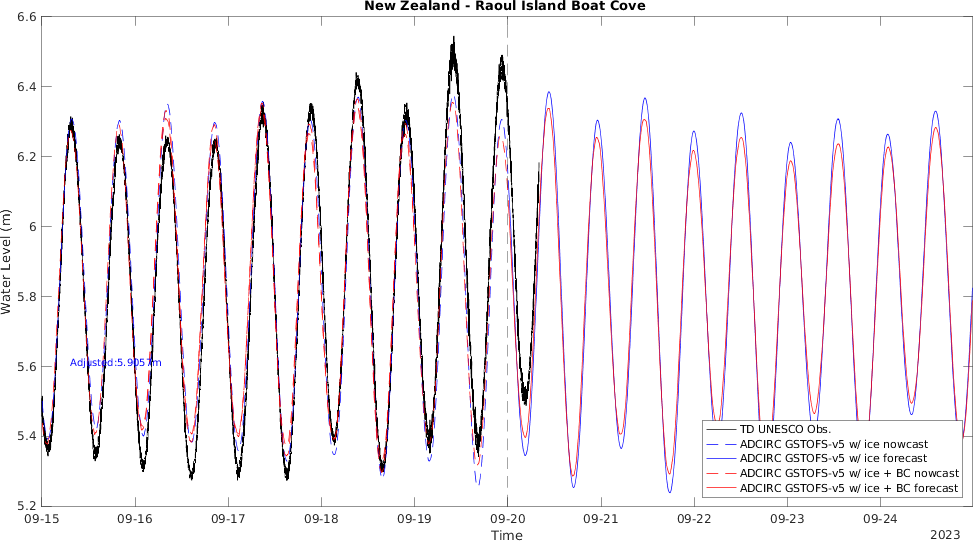 New Zealand - Raoul Island Boat Cove
6.6
6.4
6.2
6
5.8
5.6
5.4
5.2
Water Level (m)
Adjusted:5.9057m
TD UNESCO Obs.
ADCIRC GSTOFS-v5 w/ ice nowcast
ADCIRC GSTOFS-v5 w/ ice forecast
ADCIRC GSTOFS-v5 w/ ice + BC nowcast
ADCIRC GSTOFS-v5 w/ ice + BC forecast
09-15 09-16 09-17 09-18 09-19 09-20 09-21 09-22 09-23 09-24
Time
2023